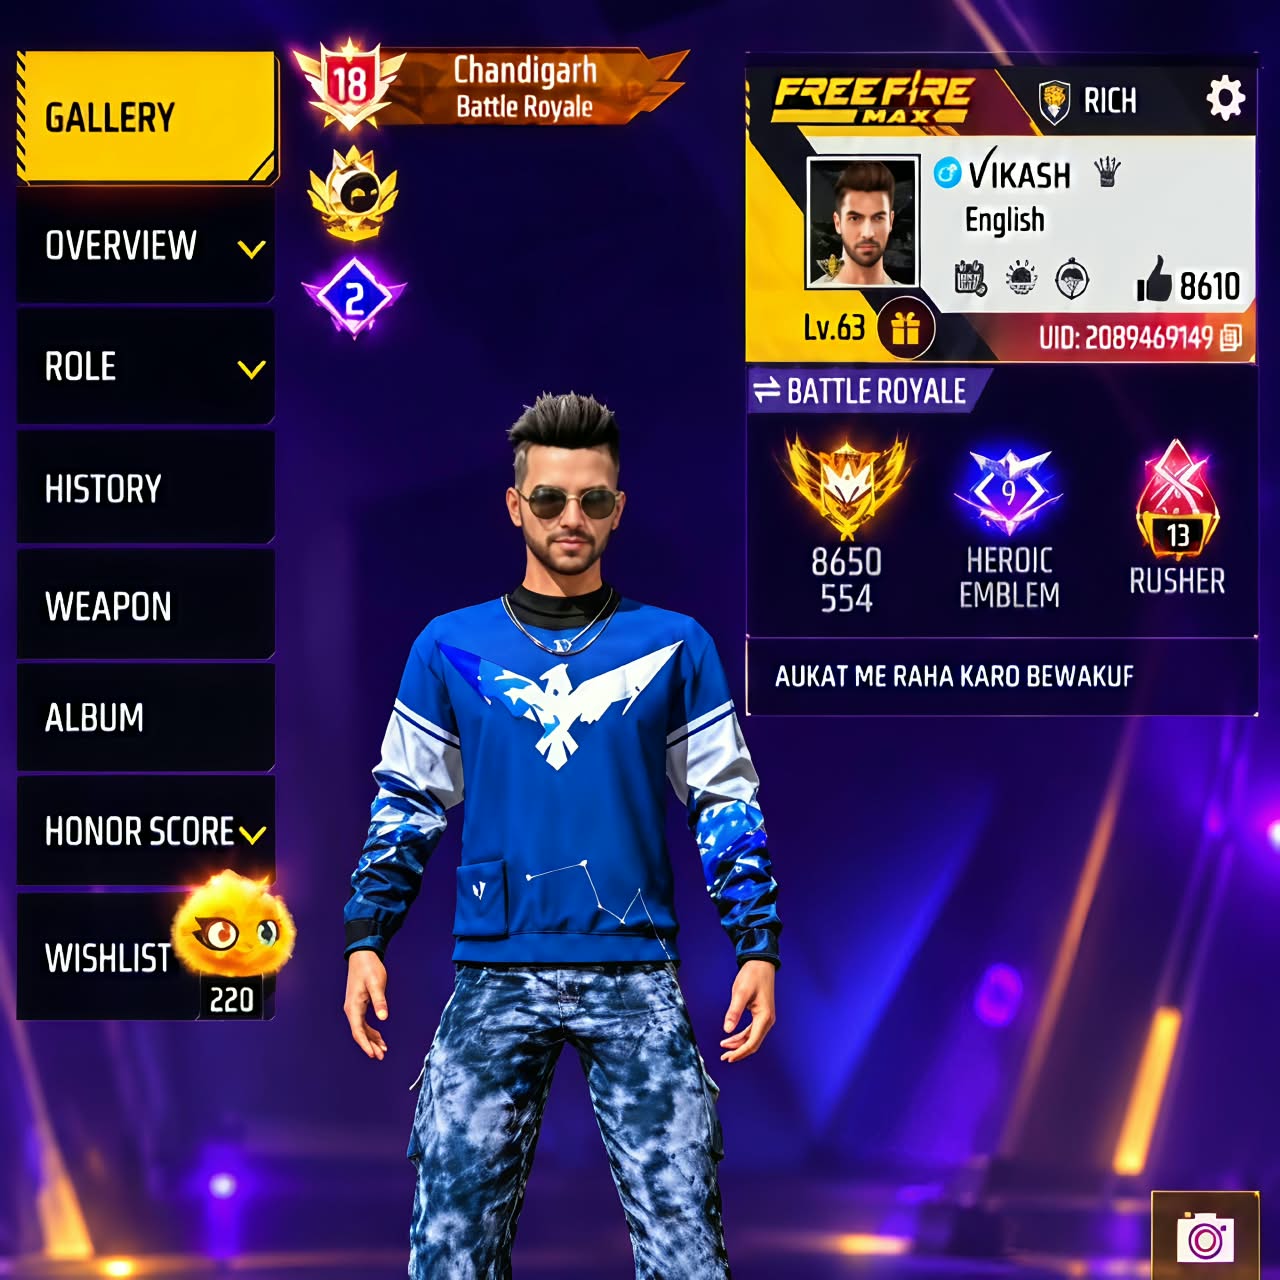 GALLERY
OVERVIEW
ROLE
HISTORY
WEAPON
ALBUM
HONOR SCORE
WISHLIST
220
18
Chandigarh
Battle Royale
2
FREE FIRE
MAX
RICH
VIKASH
English
8610
Lv.63
UID: 2089469149
BATTLE ROYALE
8650
554
9
HEROIC
EMBLEM
13
RUSHER
AUKAT ME RAHA KARO BEWAKUF